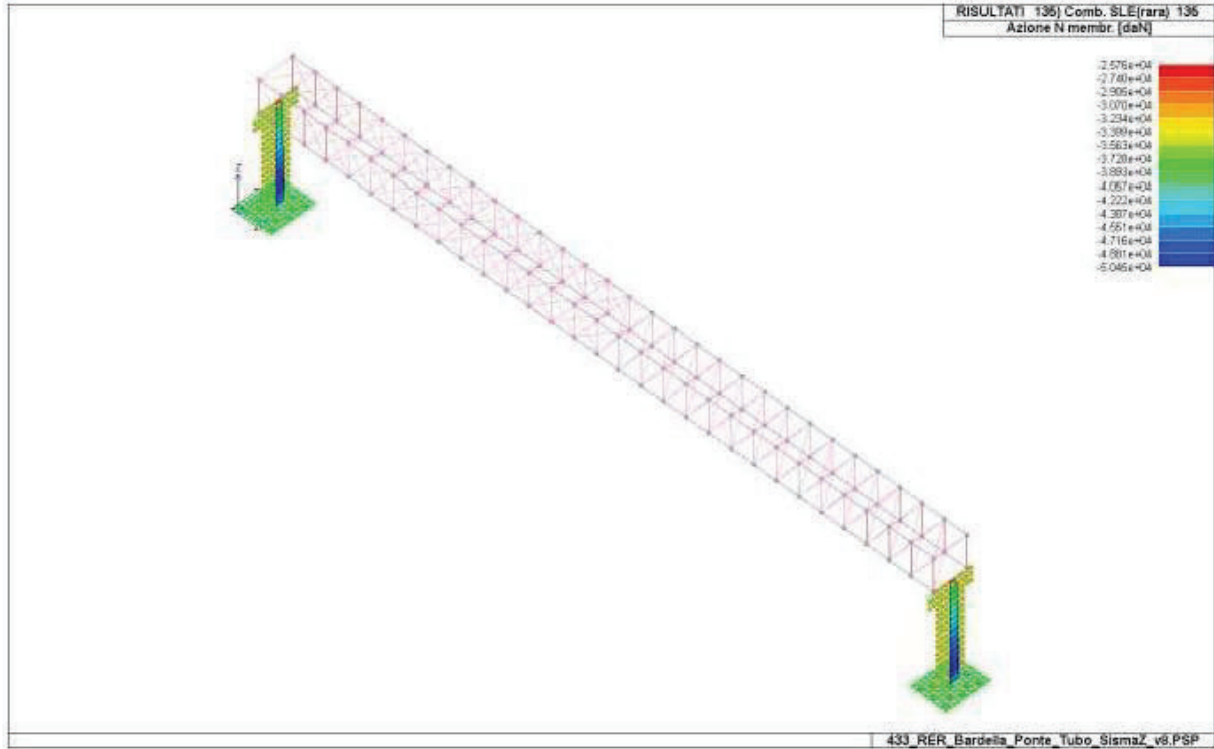 RISULTATI 135) Comb. SLE(rara) 135
Azione N membr. [daN]
-2.576e+04
-2.740e+04
-2.905e+04
-3.070e+04
-3.234e+04
-3.399e+04
-3.563e+04
-3.728e+04
-3.893e+04
-4.057e+04
-4.222e+04
-4.387e+04
-4.551e+04
-4.716e+04
-4.881e+04
-5.045e+04
433_RER_Bardella_Ponte_Tubo_SismaZ_v8.PSP